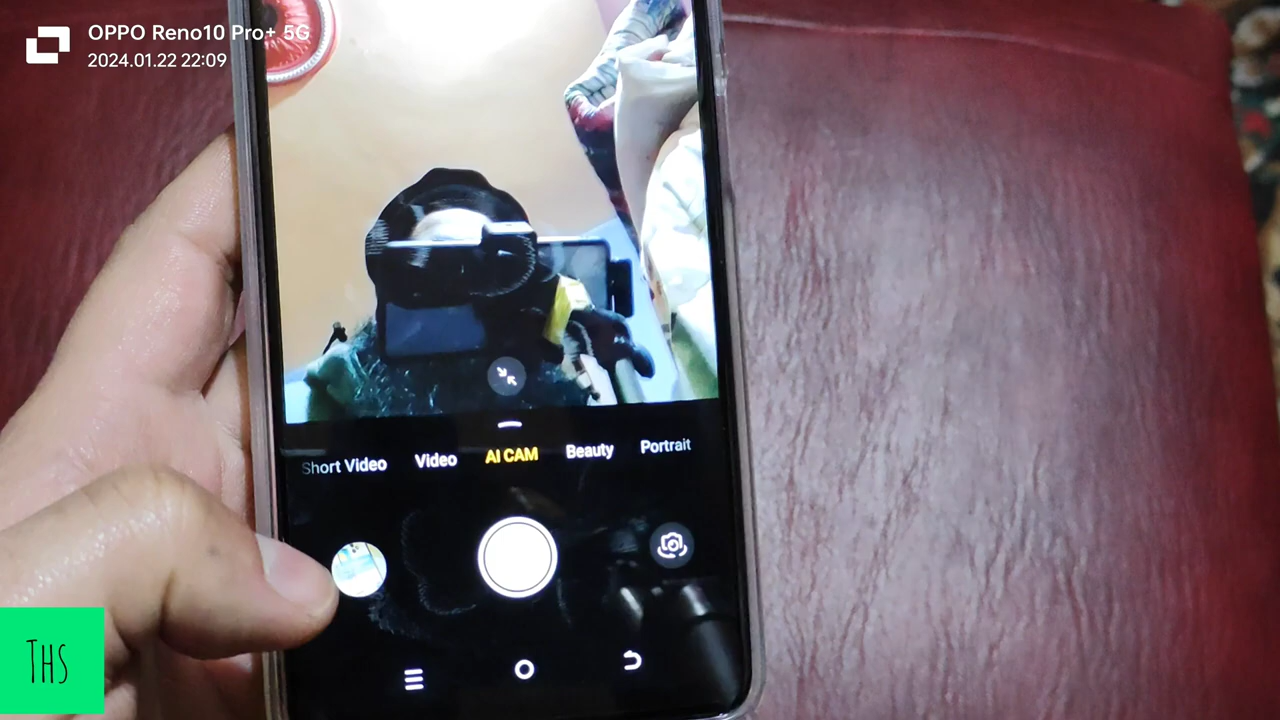 OPPO Reno10 Pro+ 5G
2024.01.22 22:09
Short Video Video AI CAM Beauty Portrait
THS